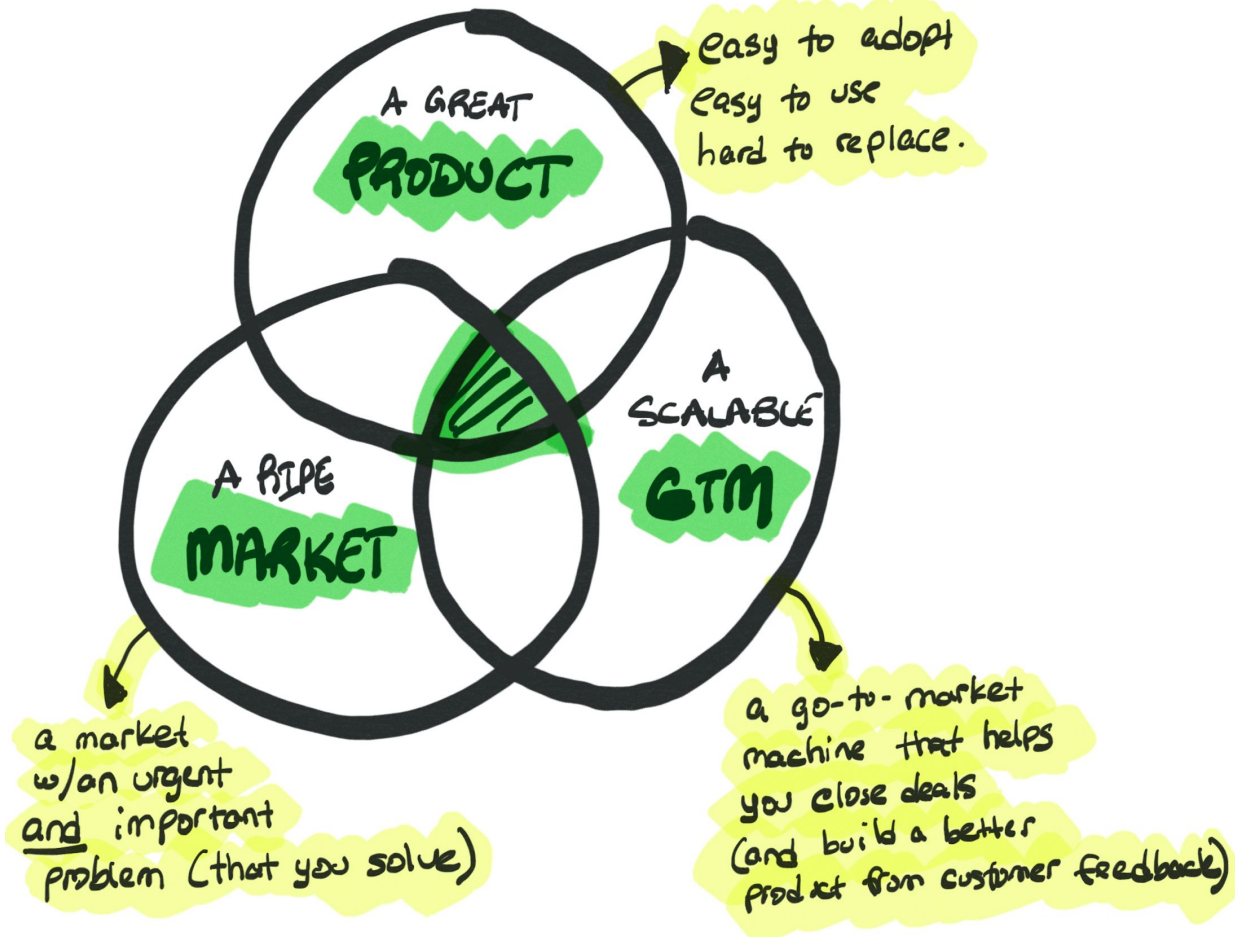 A GREAT
PRODUCT
easy to adopt
easy to use
hard to replace.
A
SCALABLE
GTM
A RIPE
MARKET
a market
w/an urgent
and important
problem (that you solve)
a go-to-market
machine that helps
you close deals
(and build a better
product from customer feedback)